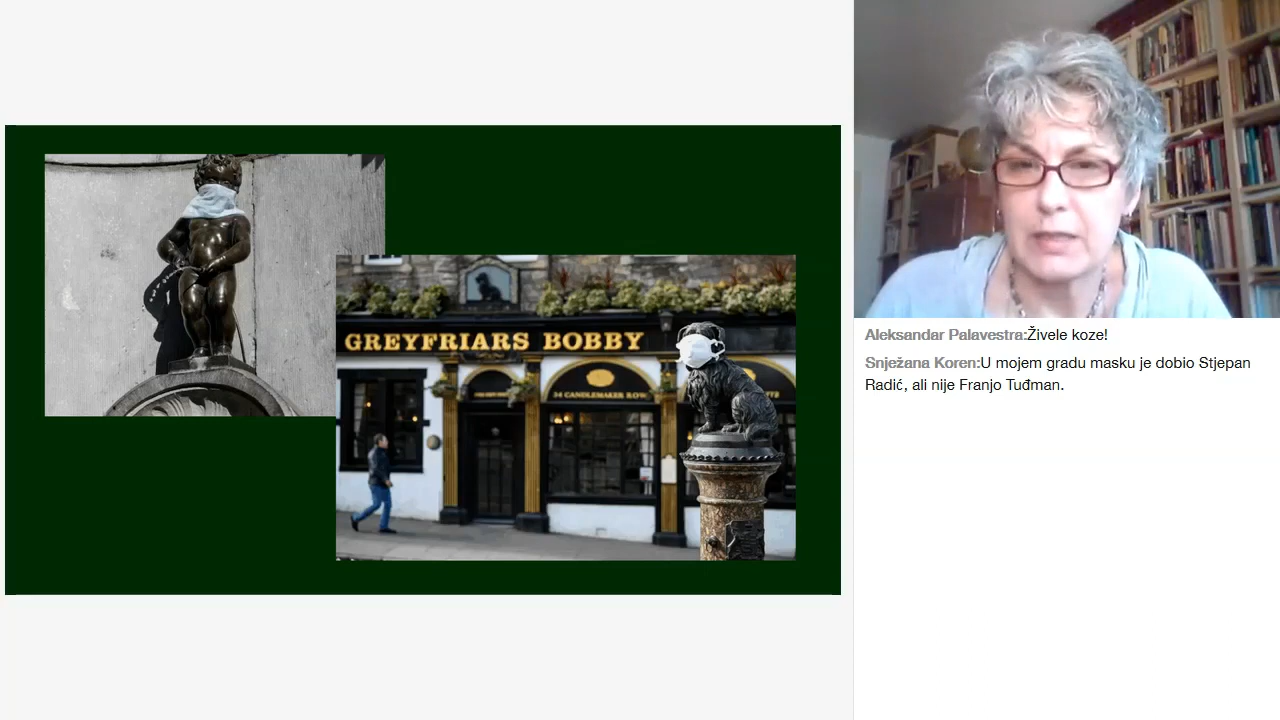 GREYFRIARS BOBBY
34 CANDLEMAKER ROW
Aleksandar Palavestra:Živele koze!
Snježana Koren:U mojem gradu masku je dobio Stjepan
Radić, ali nije Franjo Tuđman.